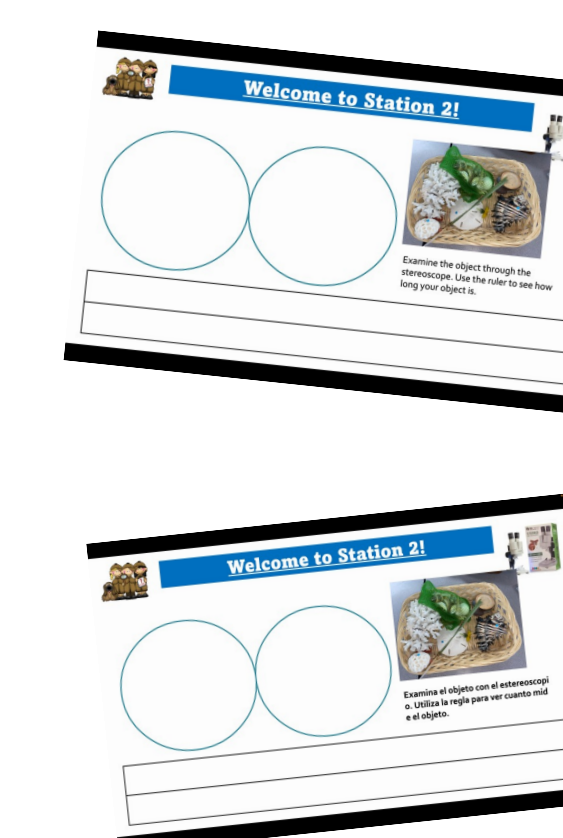 Welcome to Station 2!
Examine the object through the
stereoscope. Use the ruler to see how
long your object is.
Welcome to Station 2!
Examina el objeto con el estereoscopi
o. Utiliza la regla para ver cuanto mid
e el objeto.